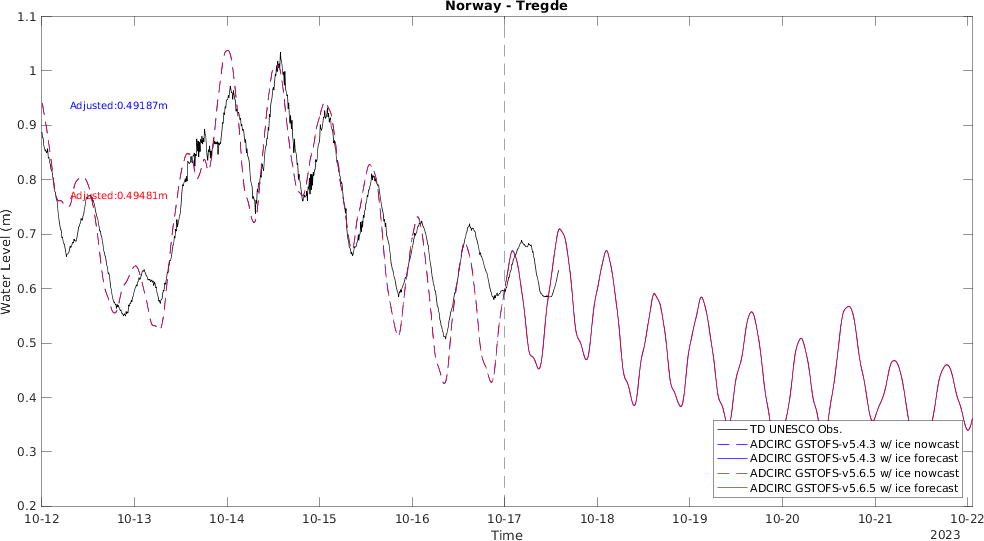 Norway - Tregde
1.1
1
0.9
0.8
0.7
0.6
0.5
0.4
0.3
0.2
Water Level (m)
Adjusted:0.49187m
Adjusted:0.49481m
TD UNESCO Obs.
ADCIRC GSTOFS-v5.4.3 w/ ice nowcast
ADCIRC GSTOFS-v5.4.3 w/ ice forecast
ADCIRC GSTOFS-v5.6.5 w/ ice nowcast
ADCIRC GSTOFS-v5.6.5 w/ ice forecast
10-12 10-13 10-14 10-15 10-16 10-17 10-18 10-19 10-20 10-21 10-22
Time
2023